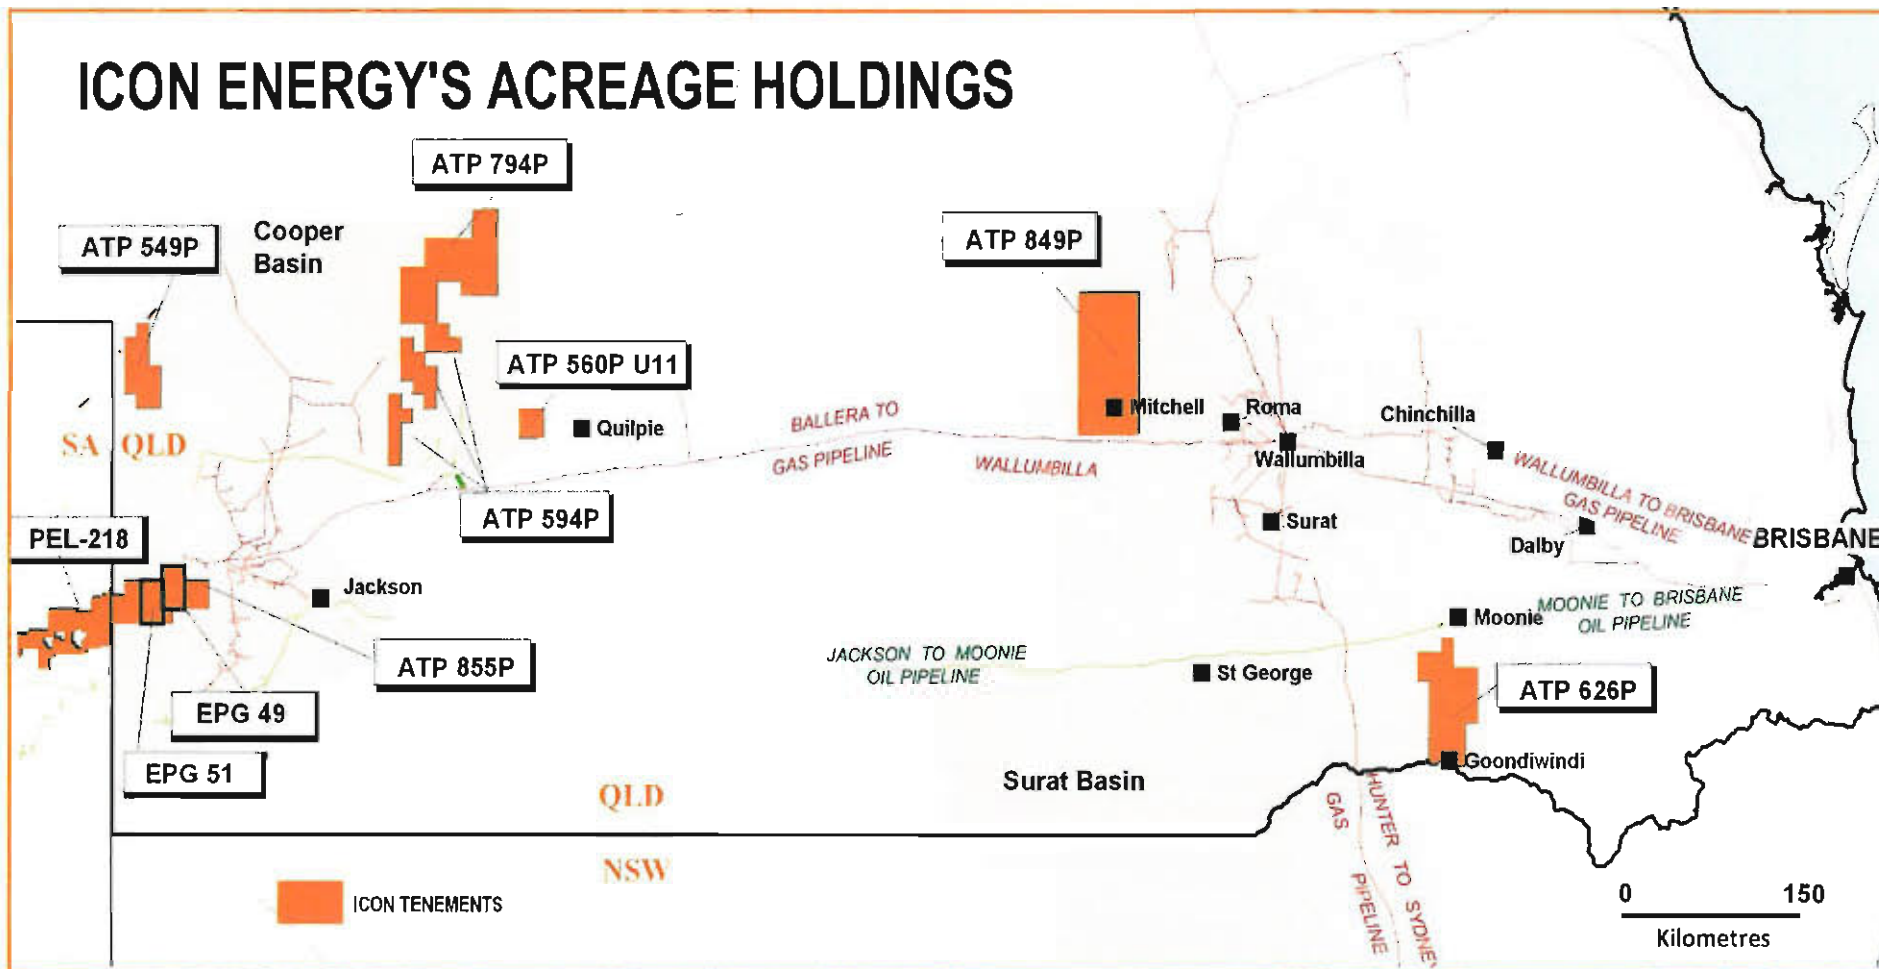 ICON ENERGY'S ACREAGE HOLDINGS
ATP 794P
ATP 549P
Cooper
Basin
ATP 849P
ATP 560P U11
Quilpie
Mitchell
Roma
Chinchilla
BALLERA TO
GAS PIPELINE
WALLUMBILLA
Wallumbilla
SA QLD
WALLUMBILLA TO BRISBANE
GAS PIPELINE
ATP 594P
Surat
Dalby
BRISBANE
PEL-218
Jackson
Moonie
MOONIE TO BRISBANE
OIL PIPELINE
JACKSON TO MOONIE
OIL PIPELINE
ATP 855P
St George
ATP 626P
EPG 49
EPG 51
Goondiwindi
Surat Basin
QLD
HUNTER TO SYDNEY
GAS PIPELINE
NSW
ICON TENEMENTS
0 150
Kilometres